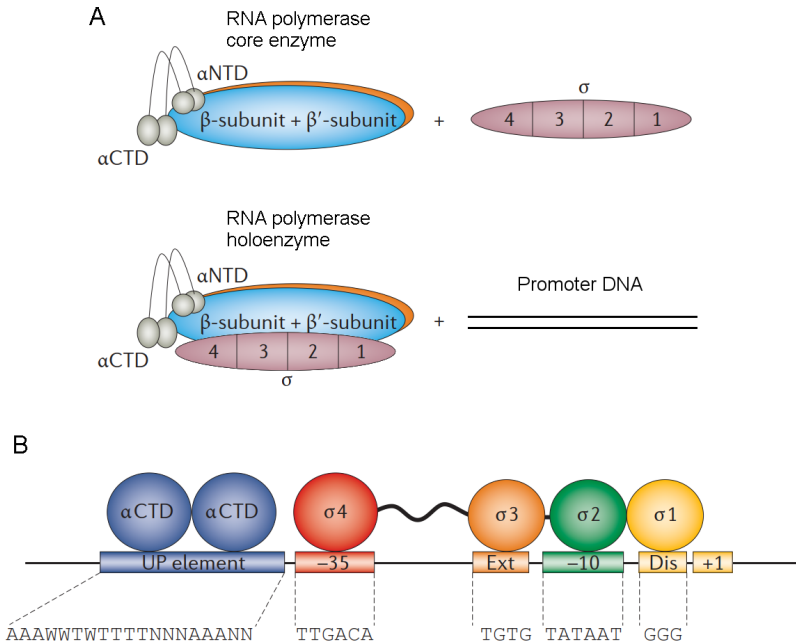 A
RNA polymerase
core enzyme
αNTD
β-subunit + β′-subunit
αCTD
+
σ
4 3 2 1
RNA polymerase
holoenzyme
αNTD
β-subunit + β′-subunit
αCTD
4 3 2 1
σ
+
Promoter DNA
B
αCTD αCTD σ4 σ3 σ2 σ1
UP element −35 Ext −10 Dis +1
AAAWWTWTTTTNNNAAANN TTGACA TGTG TATAAT GGG